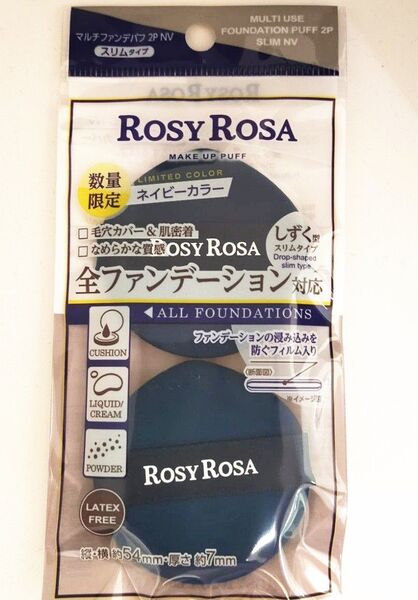 マルチファンデパフ 2P NV
スリムタイプ
MULTI USE
FOUNDATION PUFF 2P
SLIM NV
ROSY ROSA
MAKE UP PUFF
数量
限定
LIMITED COLOR
ネイビーカラー
毛穴カバー&肌密着
なめらかな質感
ROSY ROSA
しずく型
スリムタイプ
Drop-shaped
slim type
全ファンデーション対応
ALL FOUNDATIONS
CUSHION
ファンデーションの浸み込みを
防ぐフィルム入り
〈断面図〉
※イメージ図
LIQUID/
CREAM
POWDER
ROSY ROSA
LATEX
FREE
縦・横 約54mm・厚さ 約7mm